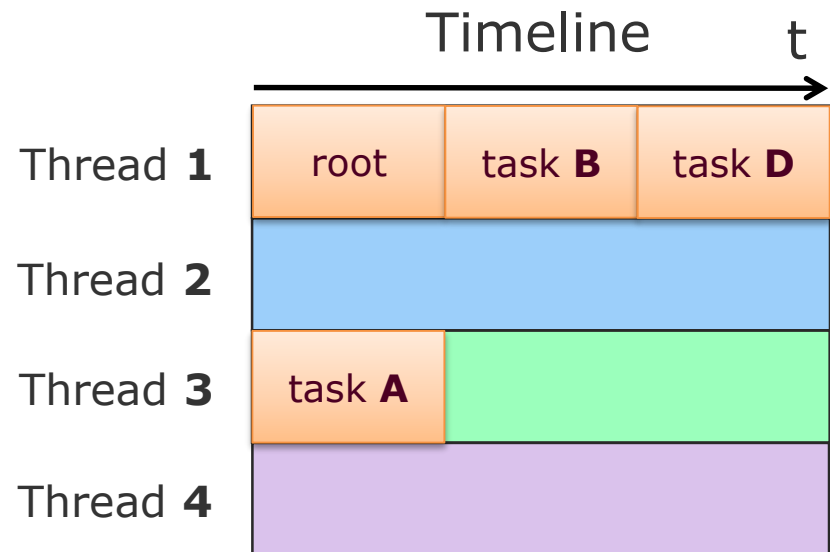 Timeline t
Thread 1 root task B task D
Thread 2
Thread 3 task A
Thread 4